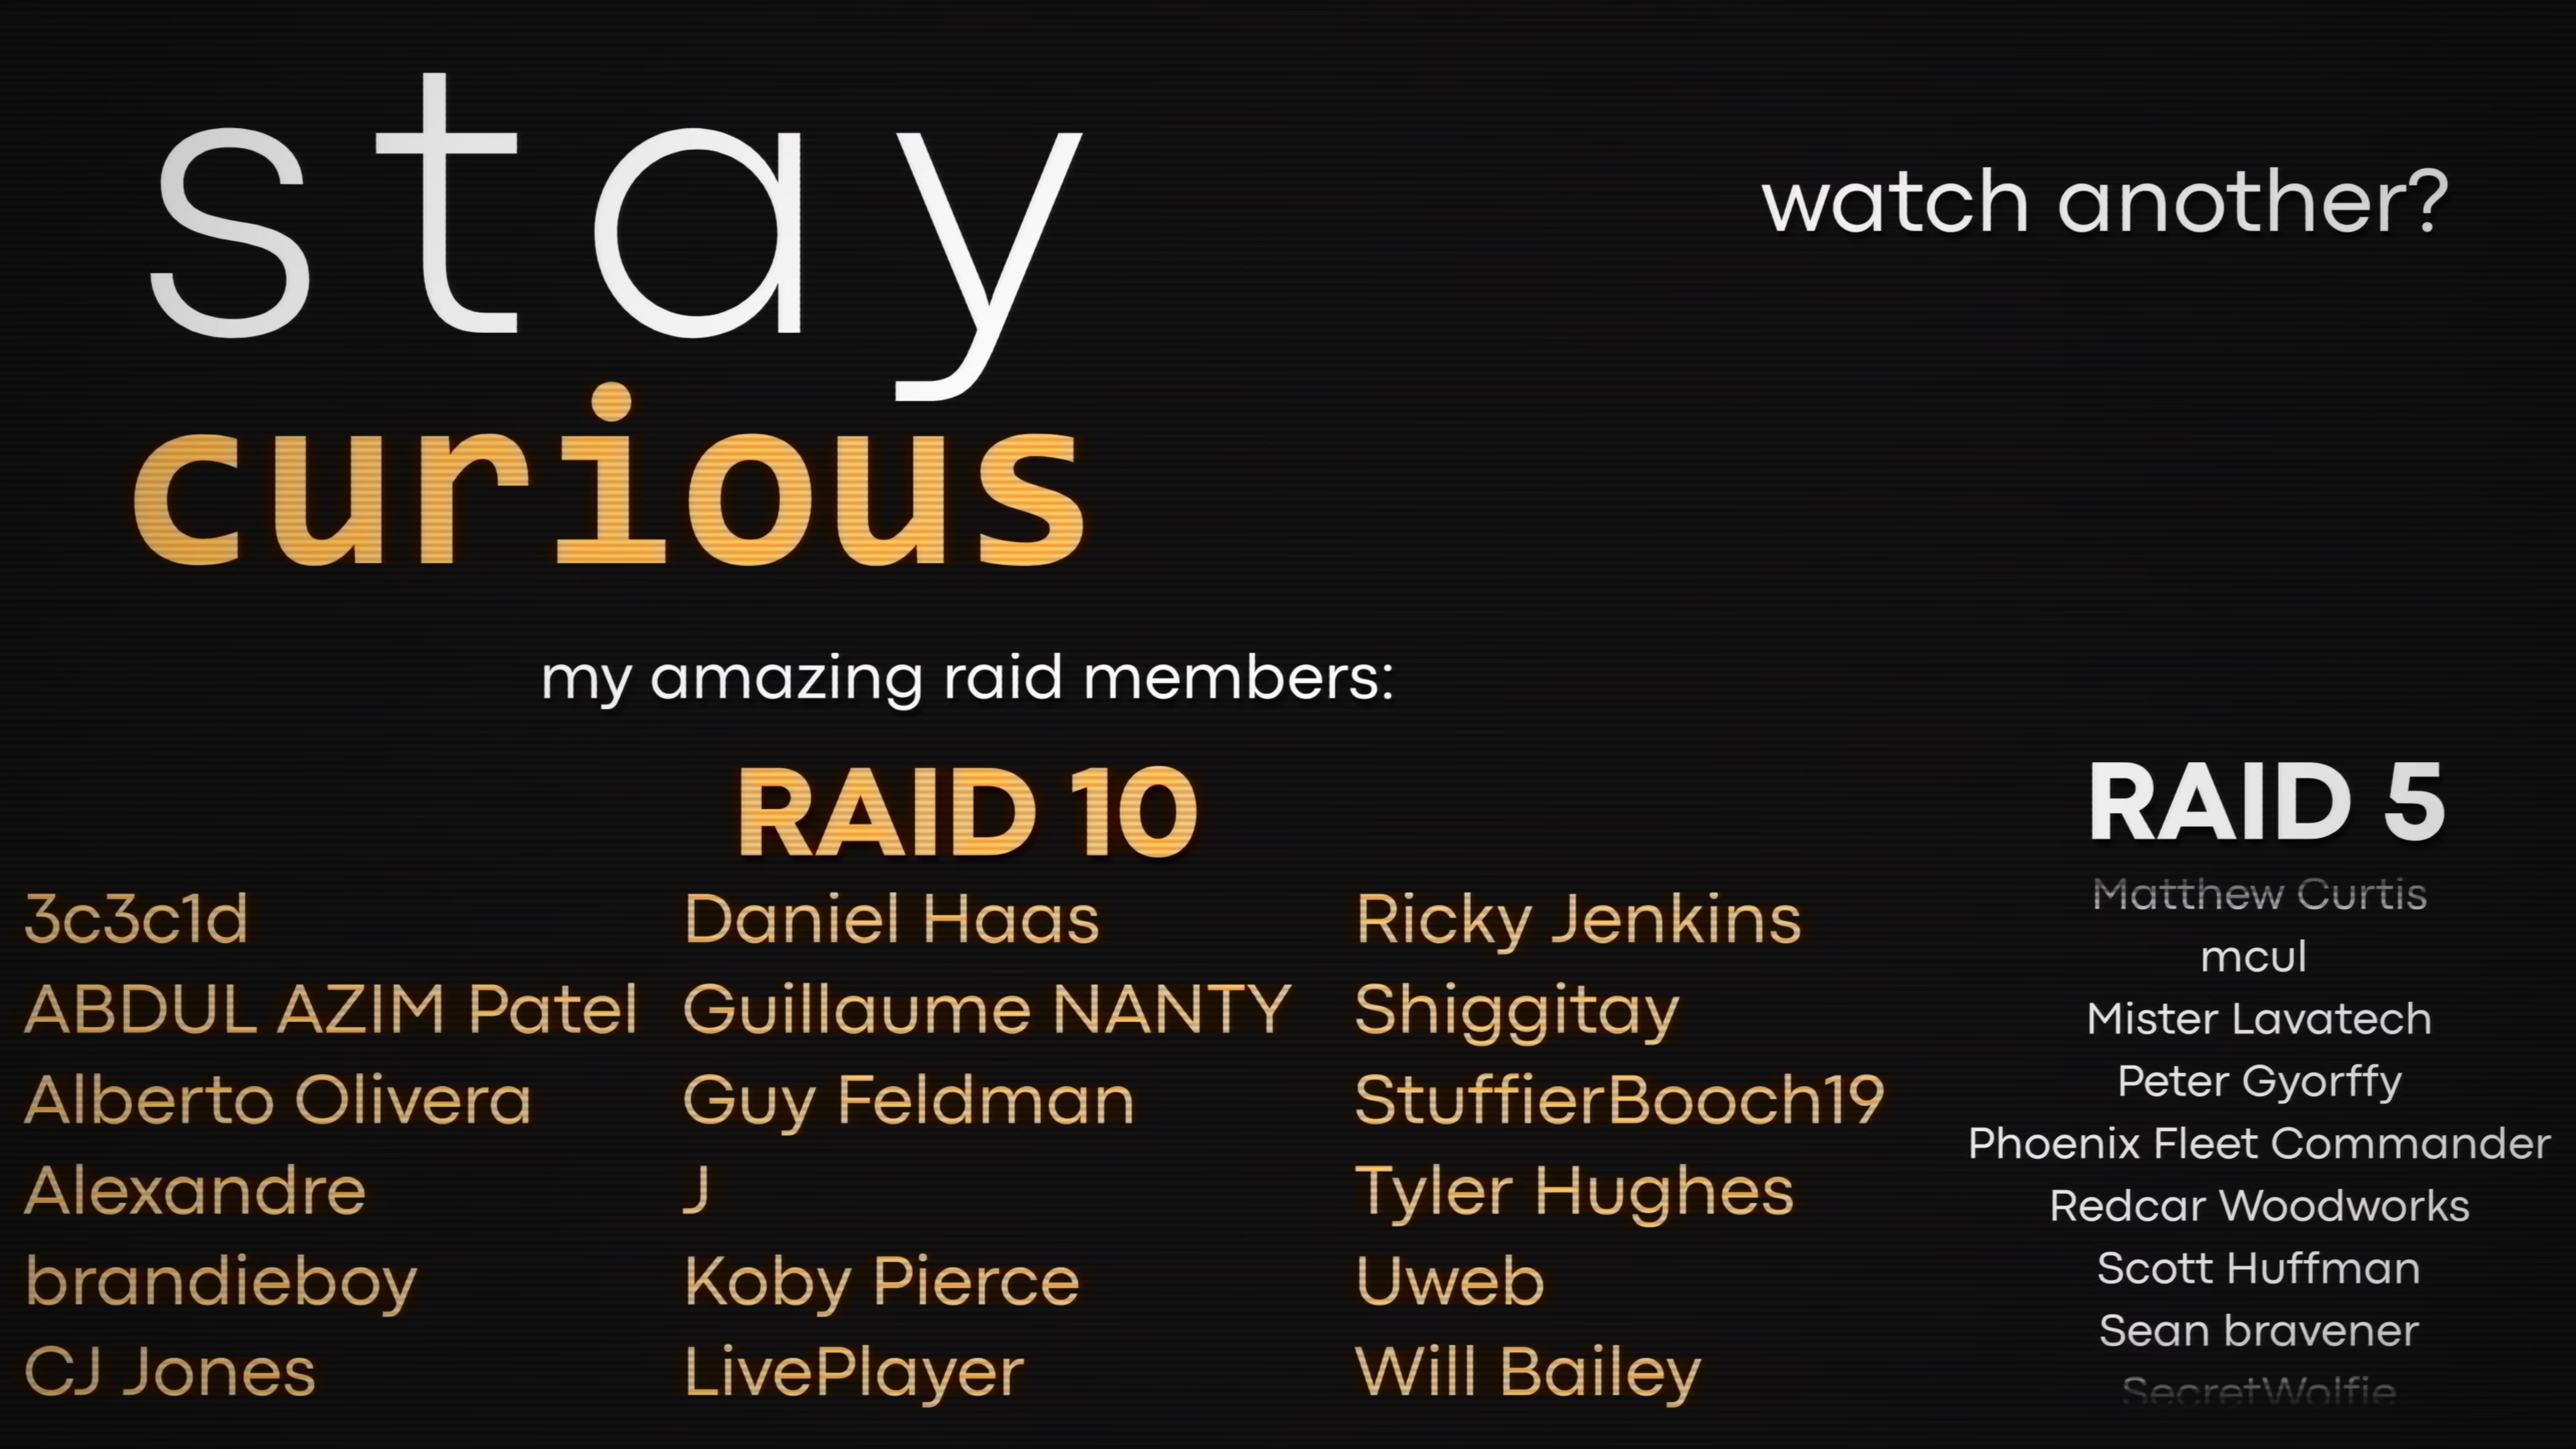 stay
curious
watch another?
my amazing raid members:
RAID 10
3c3c1d
ABDUL AZIM Patel
Alberto Olivera
Alexandre
brandieboy
CJ Jones
Daniel Haas
Guillaume NANTY
Guy Feldman
J
Koby Pierce
LivePlayer
Ricky Jenkins
Shiggitay
StuffierBooch19
Tyler Hughes
Uweb
Will Bailey
RAID 5
Matthew Curtis
mcul
Mister Lavatech
Peter Gyorffy
Phoenix Fleet Commander
Redcar Woodworks
Scott Huffman
Sean bravener
SecretWolfie